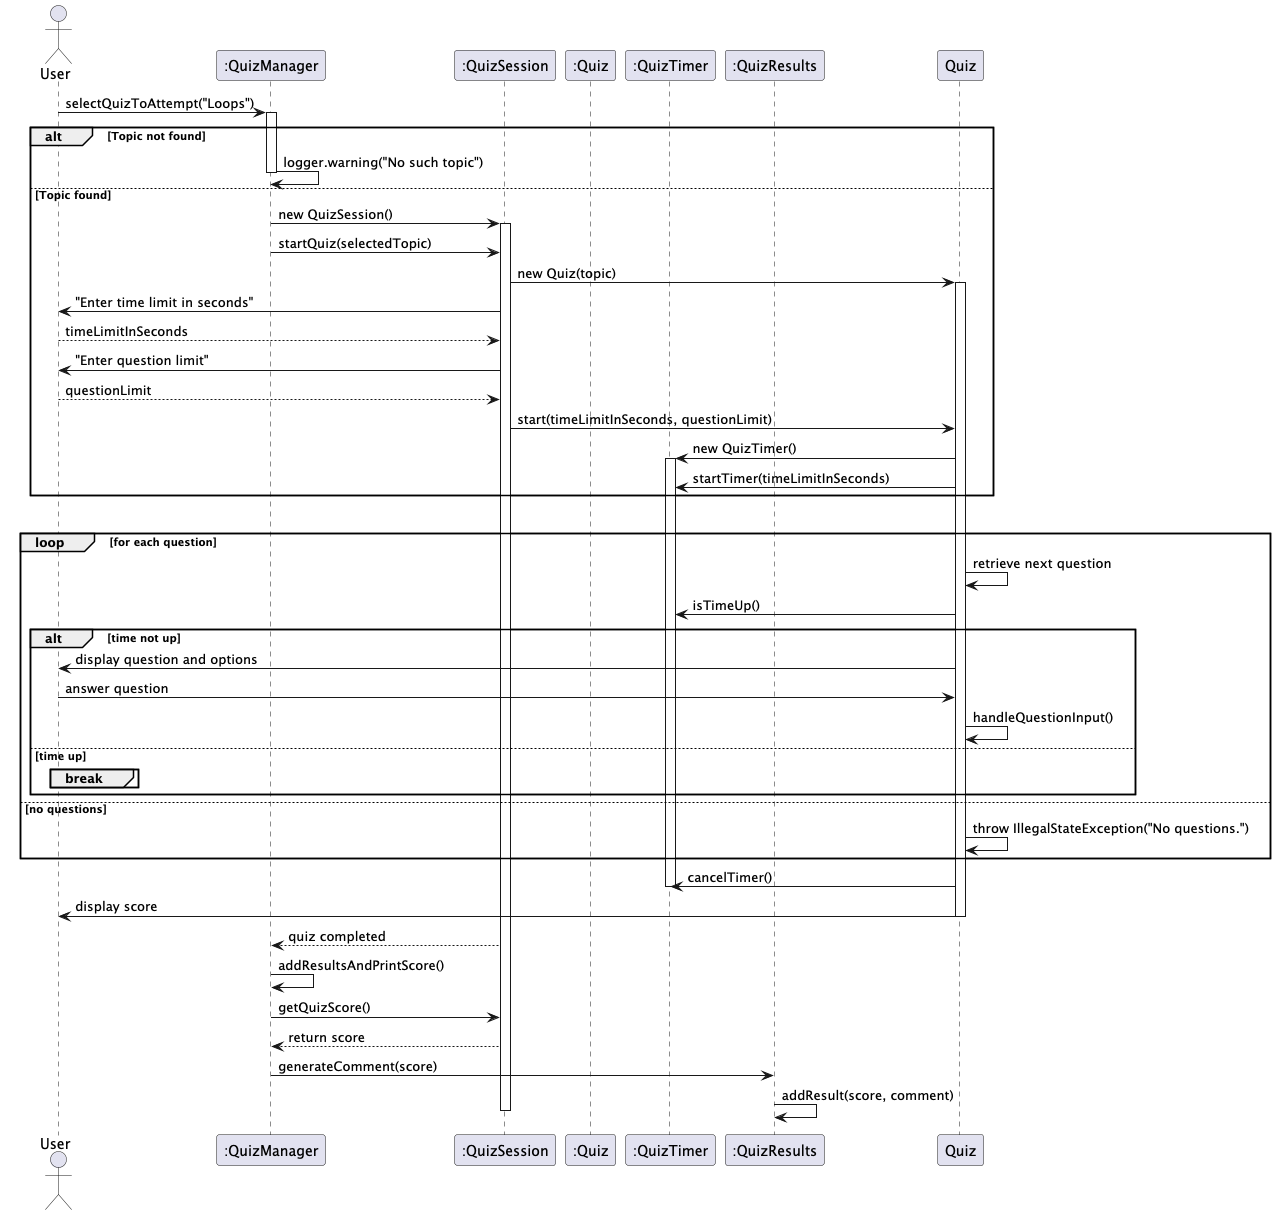 User
:QuizManager :QuizSession :Quiz :QuizTimer :QuizResults Quiz
selectQuizToAttempt("Loops")
alt [Topic not found]
logger.warning("No such topic")
[Topic found]
new QuizSession()
startQuiz(selectedTopic)
new Quiz(topic)
"Enter time limit in seconds"
timeLimitInSeconds
"Enter question limit"
questionLimit
start(timeLimitInSeconds, questionLimit)
new QuizTimer()
startTimer(timeLimitInSeconds)
loop [for each question]
retrieve next question
isTimeUp()
alt [time not up]
display question and options
answer question
handleQuestionInput()
[time up]
break
[no questions]
throw IllegalStateException("No questions.")
cancelTimer()
display score
quiz completed
addResultsAndPrintScore()
getQuizScore()
return score
generateComment(score)
addResult(score, comment)
User
:QuizManager :QuizSession :Quiz :QuizTimer :QuizResults Quiz